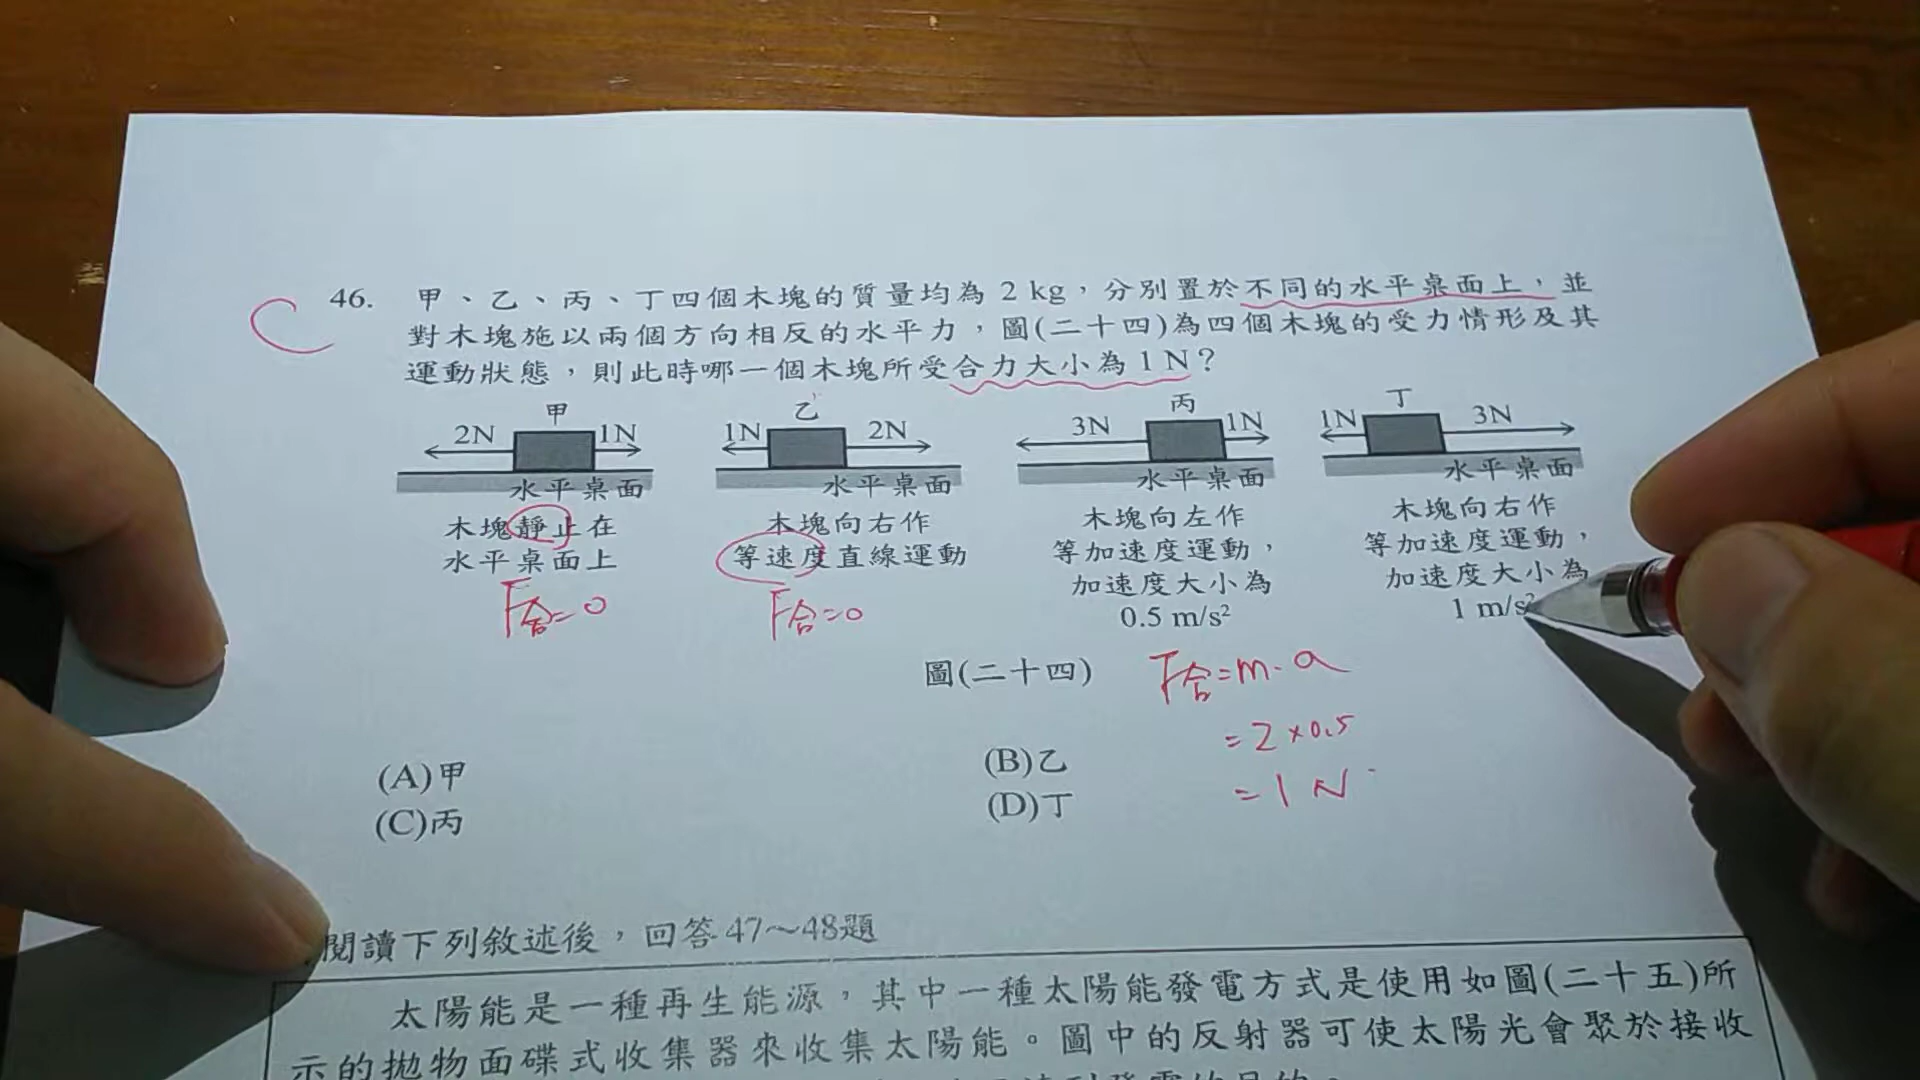 C
46. 甲、乙、丙、丁四個木塊的質量均為 2 kg，分別置於不同的水平桌面上，並
對木塊施以兩個方向相反的水平力，圖(二十四)為四個木塊的受力情形及其
運動狀態，則此時哪一個木塊所受合力大小為 1 N？
甲
2N 1N
水平桌面
木塊靜止在
水平桌面上
F合=0
乙
1N 2N
水平桌面
木塊向右作
等速度直線運動
F合=0
丙
3N 1N
水平桌面
木塊向左作
等加速度運動，
加速度大小為
0.5 m/s²
丁
1N 3N
水平桌面
木塊向右作
等加速度運動，
加速度大小為
1 m/s²
圖(二十四)
F合=m·a
=2×0.5
=1 N
(A)甲
(B)乙
(C)丙
(D)丁
閱讀下列敘述後，回答47～48題
太陽能是一種再生能源，其中一種太陽能發電方式是使用如圖(二十五)所
示的拋物面碟式收集器來收集太陽能。圖中的反射器可使太陽光會聚於接收